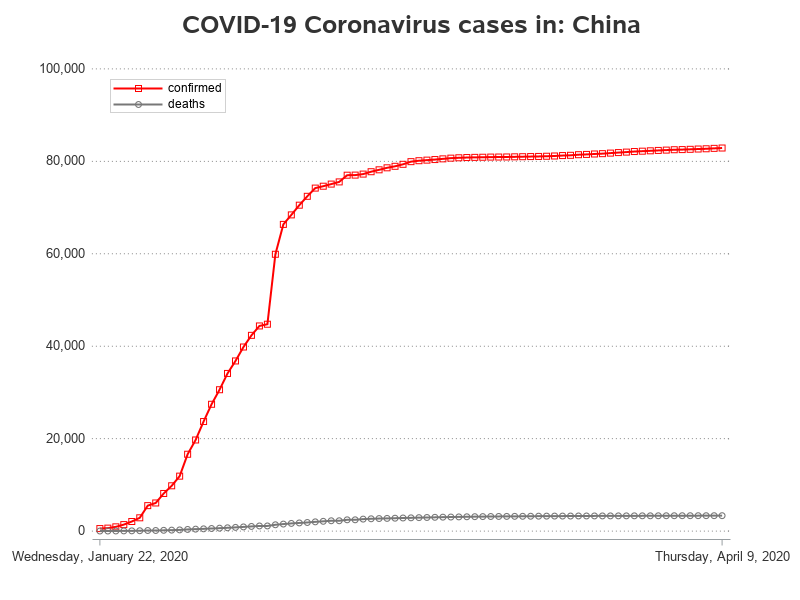 COVID-19 Coronavirus cases in: China
100,000
confirmed
deaths
80,000
60,000
40,000
20,000
0
Wednesday, January 22, 2020
Thursday, April 9, 2020